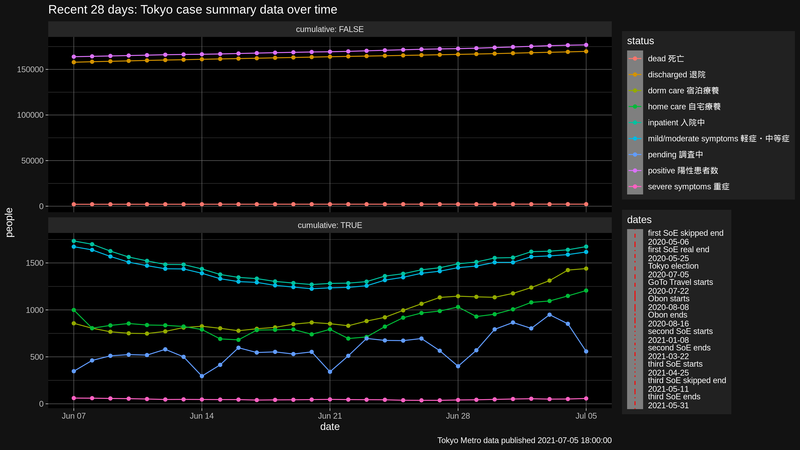 Recent 28 days: Tokyo case summary data over time
cumulative: FALSE
150000
100000
50000
0
cumulative: TRUE
1500
1000
500
0
Jun 07
Jun 14
Jun 21
Jun 28
Jul 05
people
date
Tokyo Metro data published 2021-07-05 18:00:00
status
dead 死亡
discharged 退院
dorm care 宿泊療養
home care 自宅療養
inpatient 入院中
mild/moderate symptoms 軽症・中等症
pending 調査中
positive 陽性患者数
severe symptoms 重症
dates
first SoE skipped end
2020-05-06
first SoE real end
2020-05-25
Tokyo election
2020-07-05
GoTo Travel starts
2020-07-22
Obon starts
2020-08-08
Obon ends
2020-08-16
second SoE starts
2021-01-08
second SoE ends
2021-03-22
third SoE starts
2021-04-25
third SoE skipped end
2021-05-11
third SoE ends
2021-05-31